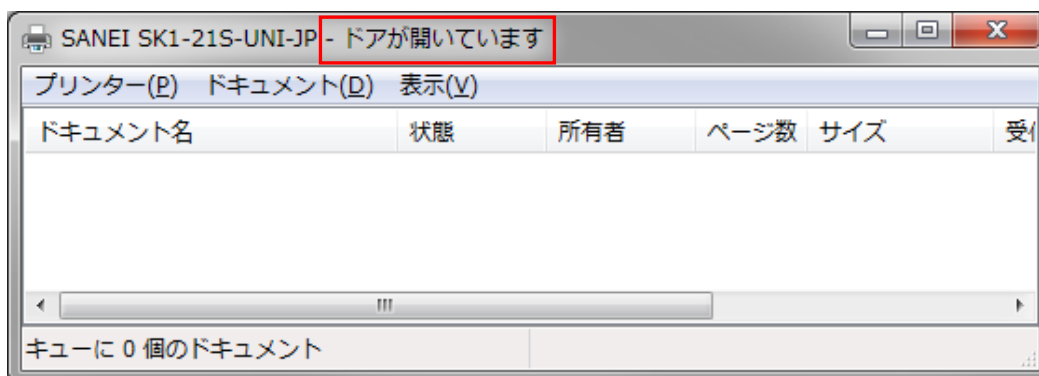 SANEI SK1-21S-UNI-JP - ドアが開いています
プリンター(P) ドキュメント(D) 表示(V)
ドキュメント名 状態 所有者 ページ数 サイズ 受
キューに 0 個のドキュメント